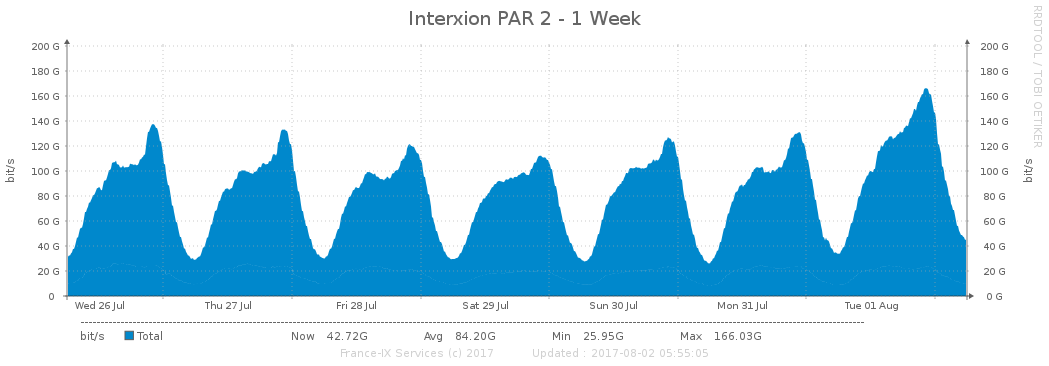 Interxion PAR 2 - 1 Week
RRDTOOL / TOBI OETIKER
bit/s
200 G 200 G
180 G 180 G
160 G 160 G
140 G 140 G
120 G 120 G
100 G 100 G
80 G 80 G
60 G 60 G
40 G 40 G
20 G 20 G
0 0 G
bit/s
Wed 26 Jul Thu 27 Jul Fri 28 Jul Sat 29 Jul Sun 30 Jul Mon 31 Jul Tue 01 Aug
bit/s Total Now 42.72G Avg 84.20G Min 25.95G Max 166.03G
France-IX Services (c) 2017 Updated : 2017-08-02 05:55:05